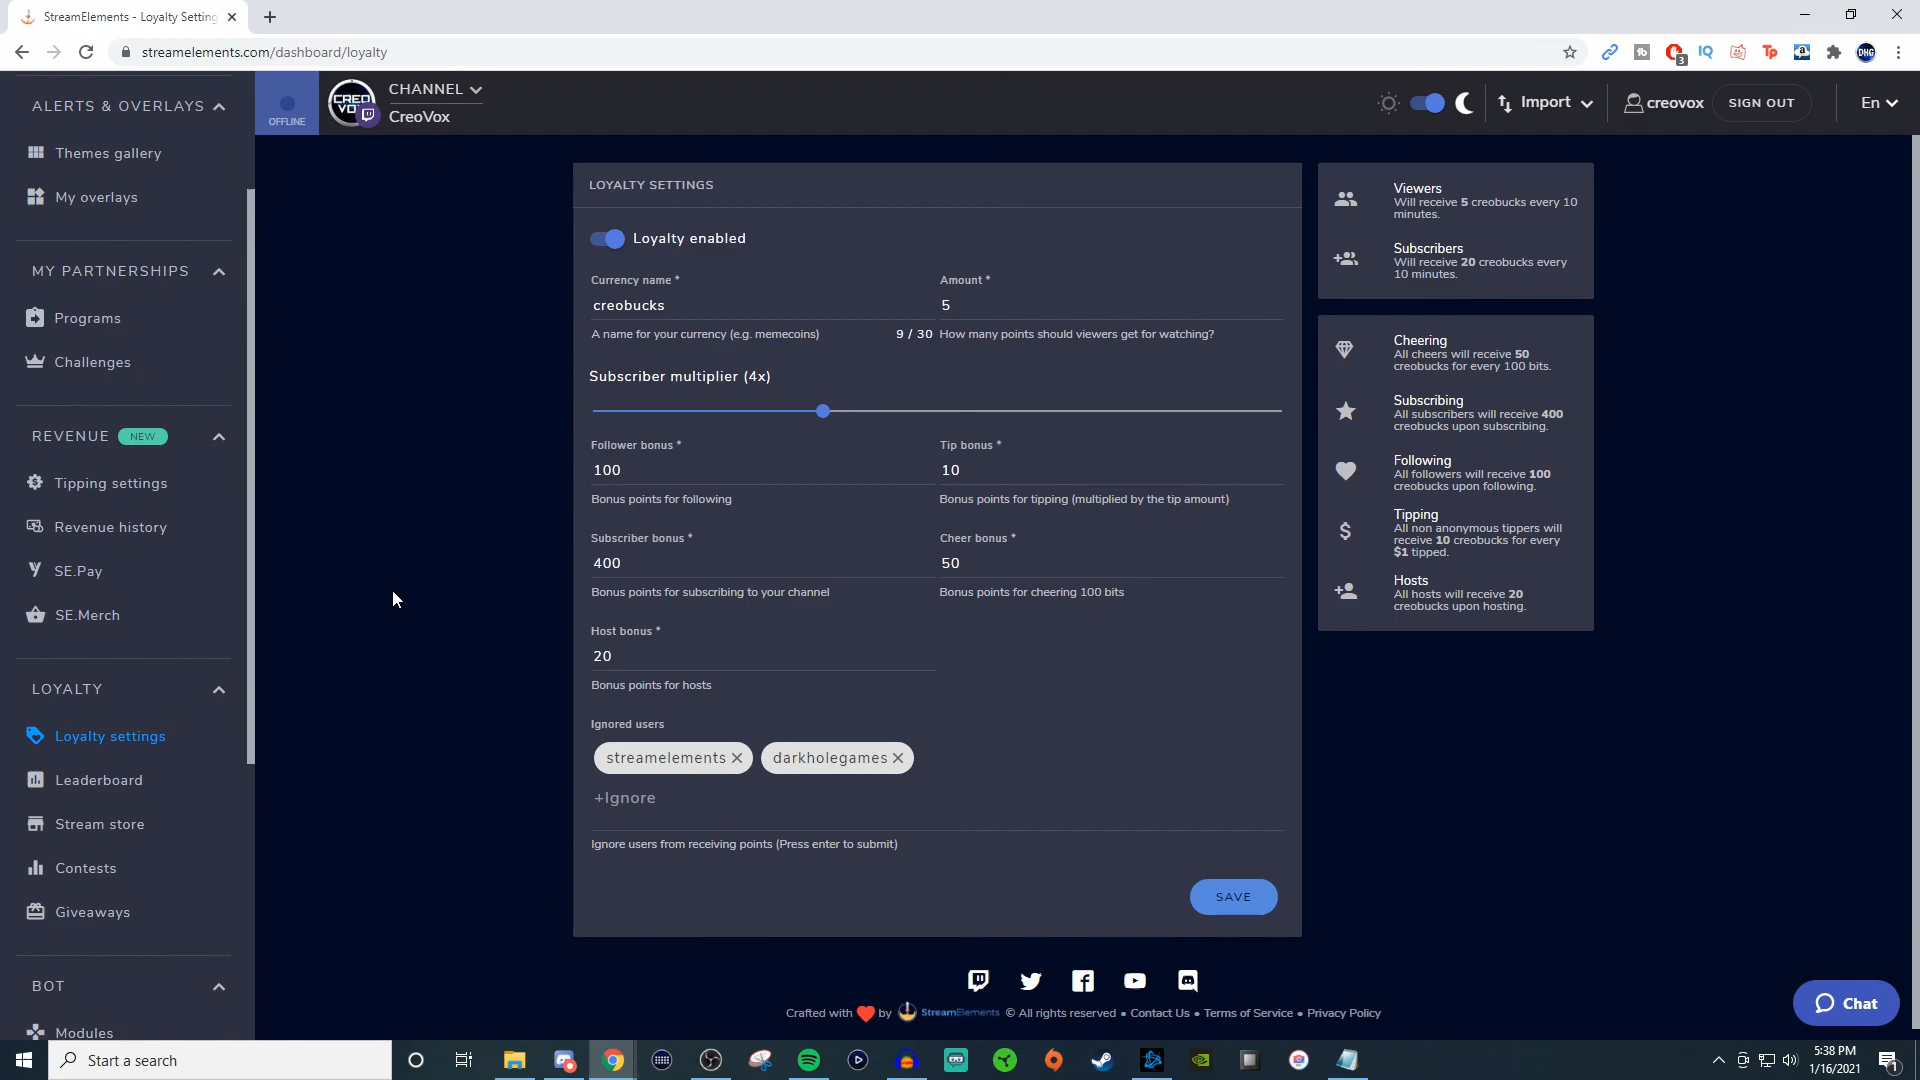 StreamElements - Loyalty Setting
streamelements.com/dashboard/loyalty
3
ALERTS & OVERLAYS
Themes gallery
My overlays
MY PARTNERSHIPS
Programs
Challenges
REVENUE NEW
Tipping settings
Revenue history
SE.Pay
SE.Merch
LOYALTY
Loyalty settings
Leaderboard
Stream store
Contests
Giveaways
BOT
Modules
OFFLINE
CREO
VO
CHANNEL
CreoVox
Import
creovox
SIGN OUT
En
LOYALTY SETTINGS
Loyalty enabled
Currency name *
creobucks
A name for your currency (e.g. memecoins)
9 / 30
Amount *
5
How many points should viewers get for watching?
Subscriber multiplier (4x)
Follower bonus *
100
Bonus points for following
Tip bonus *
10
Bonus points for tipping (multiplied by the tip amount)
Subscriber bonus *
400
Bonus points for subscribing to your channel
Cheer bonus *
50
Bonus points for cheering 100 bits
Host bonus *
20
Bonus points for hosts
Ignored users
streamelements
darkholegames
+Ignore
Ignore users from receiving points (Press enter to submit)
SAVE
Viewers
Will receive 5 creobucks every 10
minutes.
Subscribers
Will receive 20 creobucks every
10 minutes.
Cheering
All cheers will receive 50
creobucks for every 100 bits.
Subscribing
All subscribers will receive 400
creobucks upon subscribing.
Following
All followers will receive 100
creobucks upon following.
Tipping
All non anonymous tippers will
receive 10 creobucks for every
$1 tipped.
Hosts
All hosts will receive 20
creobucks upon hosting.
Crafted with by StreamElements © All rights reserved • Contact Us • Terms of Service • Privacy Policy
Chat
Start a search
5:38 PM
1/16/2021
1